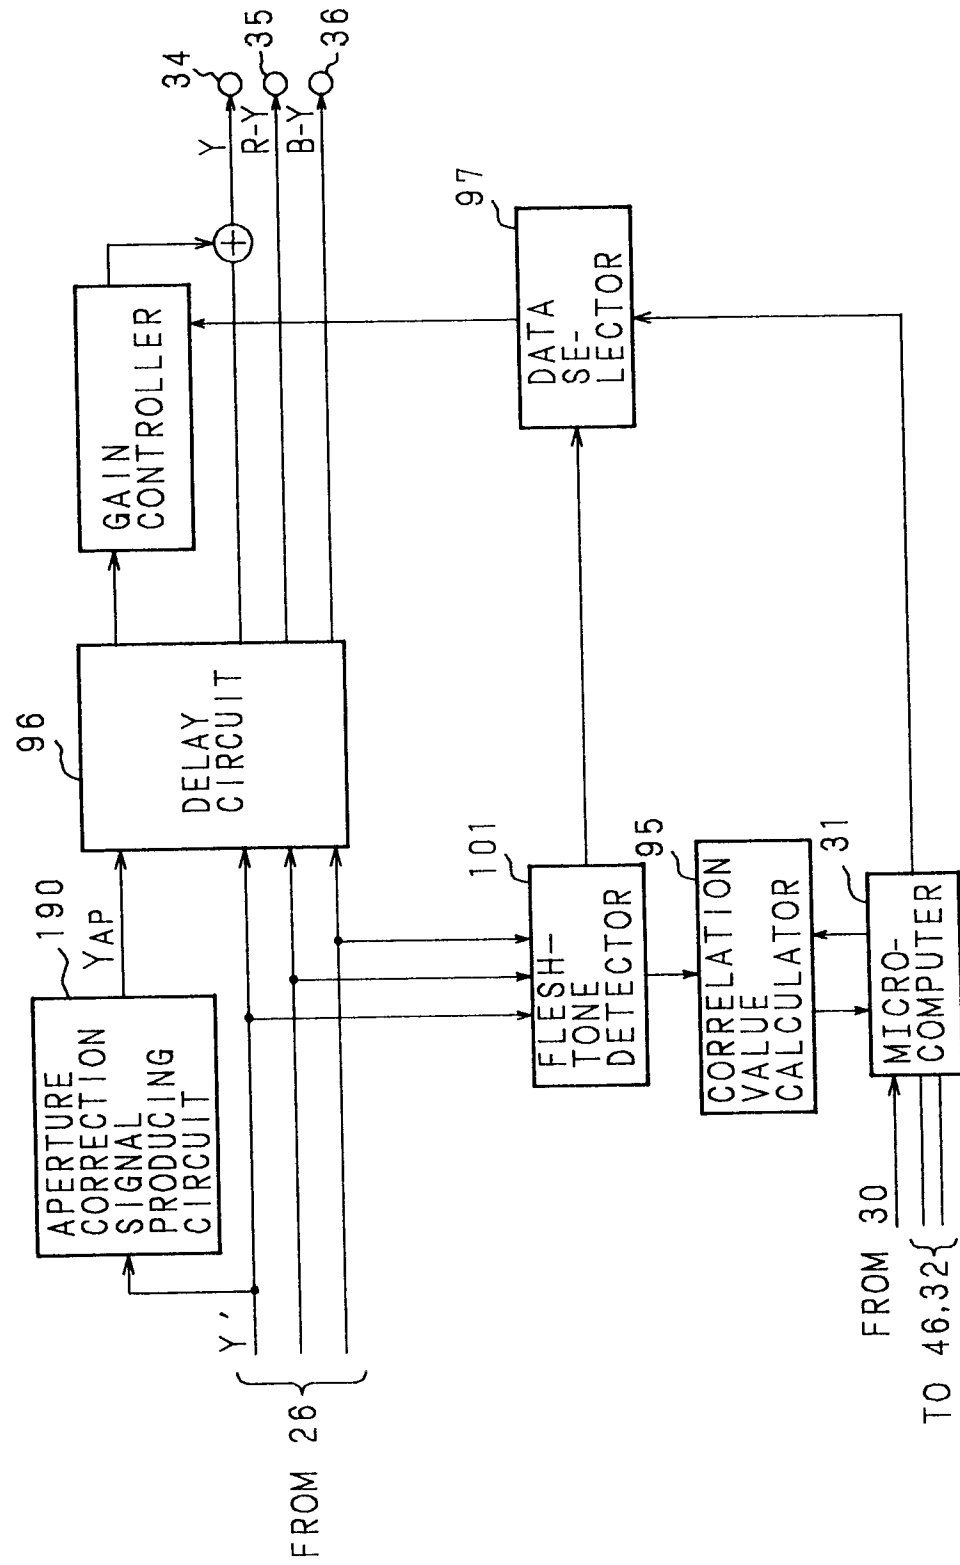 FROM 26
Y'
APERTURE
CORRECTION
SIGNAL
PRODUCING
CIRCUIT
190
YAP
96
DELAY
CIRCUIT
GAIN
CONTROLLER
Y
R-Y
B-Y
34
35
36
101
FLESH-
TONE
DETECTOR
97
DATA
SE-
LECTOR
95
CORRELATION
VALUE
CALCULATOR
31
MICRO-
COMPUTER
FROM 30
TO 46,32